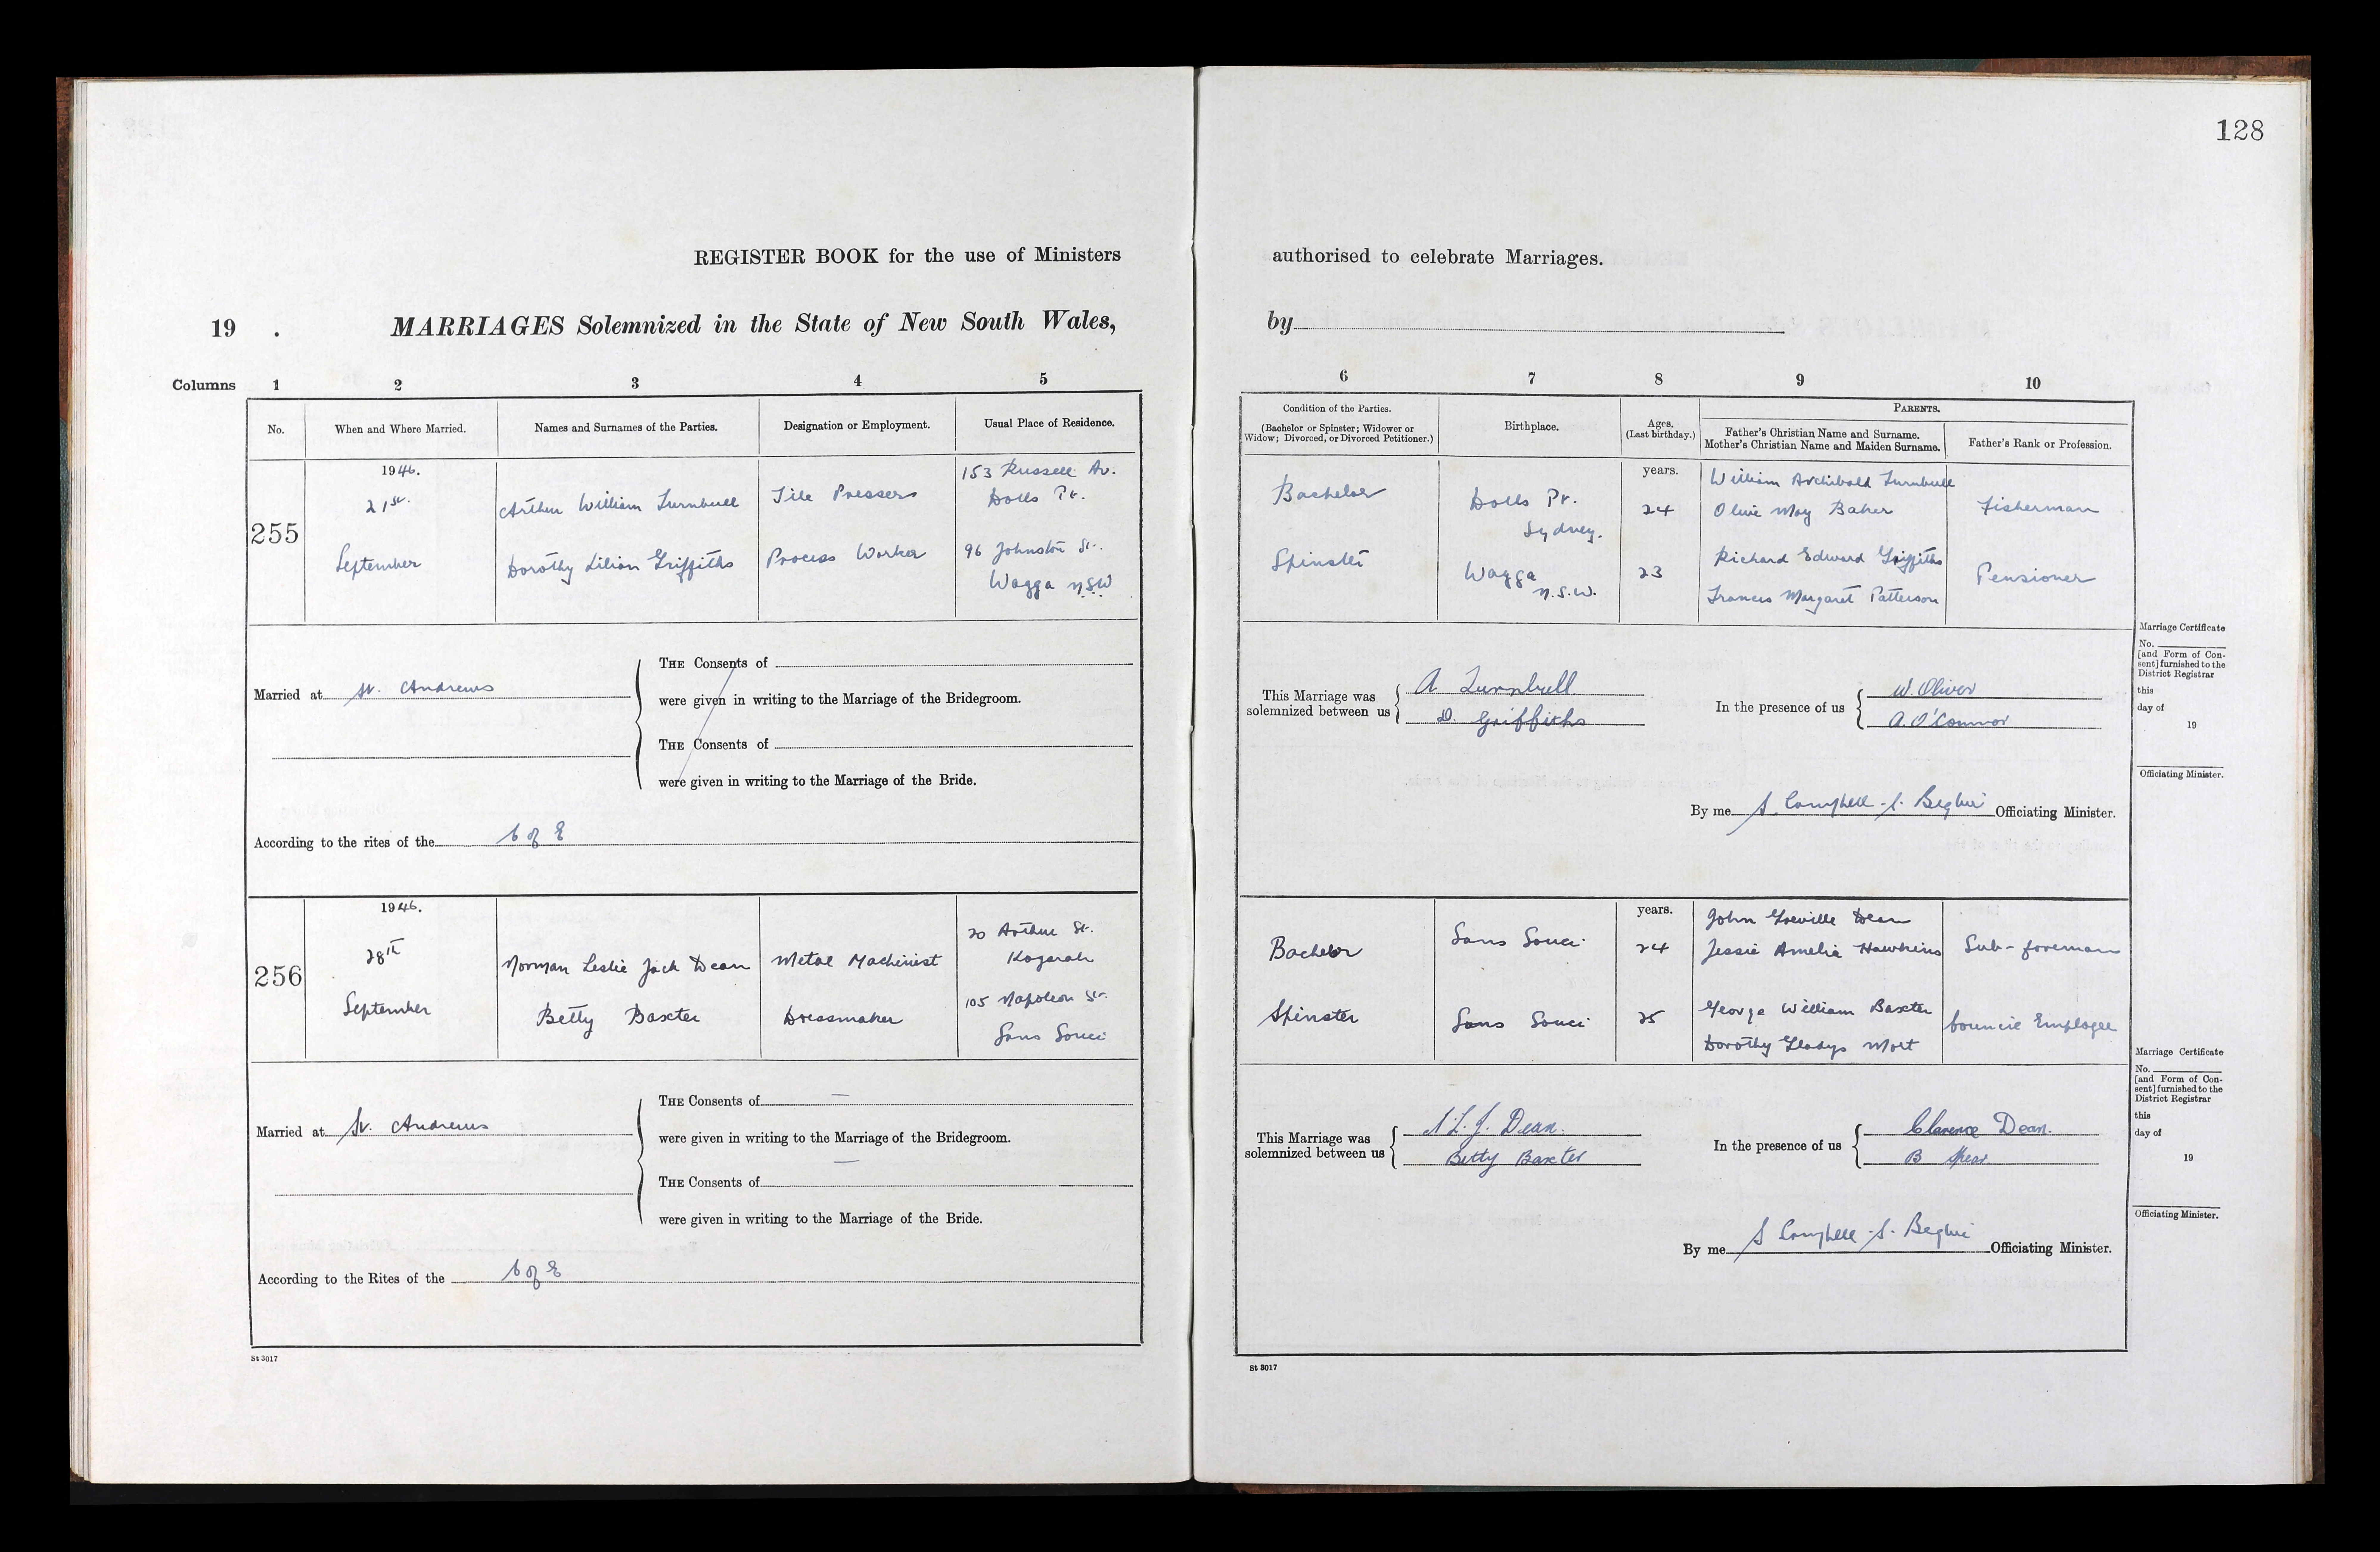 128
REGISTER BOOK for the use of Ministers authorised to celebrate Marriages.
19 . MARRIAGES Solemnized in the State of New South Wales, by
Columns 1 2 3 4 5 6 7 8 9 10
No.
When and Where Married.
Names and Surnames of the Parties.
Designation or Employment.
Usual Place of Residence.
Condition of the Parties.
(Bachelor or Spinster; Widower or
Widow; Divorced, or Divorced Petitioner.)
Birthplace.
Ages.
(Last birthday.)
PARENTS.
Father's Christian Name and Surname.
Mother's Christian Name and Maiden Surname.
Father's Rank or Profession.
255
1946.
21st.
September
Arthur William Turnbull
Dorothy Lilian Griffiths
Tile Presser
Process Worker
153 Russell Av.
Dolls Pt.
96 Johnston St.
Wagga N.S.W
Bachelor
Spinster
Dolls Pt.
Sydney.
Wagga
N.S.W.
years.
24
23
William Archibald Turnbull
Olive May Baker
Richard Edward Griffiths
Frances Margaret Patterson
Fisherman
Pensioner
Married at St. Andrews
THE Consents of
were given in writing to the Marriage of the Bridegroom.
THE Consents of
were given in writing to the Marriage of the Bride.
According to the rites of the C of E
This Marriage was
solemnized between us
A Turnbull
D. Griffiths
In the presence of us
W. Oliver
A. O'Connor
By me S Campbell-S. Begbie Officiating Minister.
Marriage Certificate
No.
[and Form of Con-
sent] furnished to the
District Registrar
this
day of
19
Officiating Minister.
256
1946.
28th
September
Norman Leslie Jack Dean
Betty Baxter
Metal Machinist
Dressmaker
20 Arthur St.
Kogarah
105 Napoleon St.
Sans Souci
Bachelor
Spinster
Sans Souci
Sans Souci
years.
24
25
John Greville Dean
Jessie Amelia Hawkins
George William Baxter
Dorothy Gladys Mort
Sub-foreman
Council Employee
Married at St. Andrews
THE Consents of —
were given in writing to the Marriage of the Bridegroom.
—
THE Consents of
were given in writing to the Marriage of the Bride.
According to the Rites of the C of E
This Marriage was
solemnized between us
N L. J. Dean.
Betty Baxter
In the presence of us
Clarence Dean.
B
By me S Campbell-S. Begbie Officiating Minister.
Marriage Certificate
No.
[and Form of Con-
sent] furnished to the
District Registrar
this
day of
19
Officiating Minister.
St 3017
St 3017